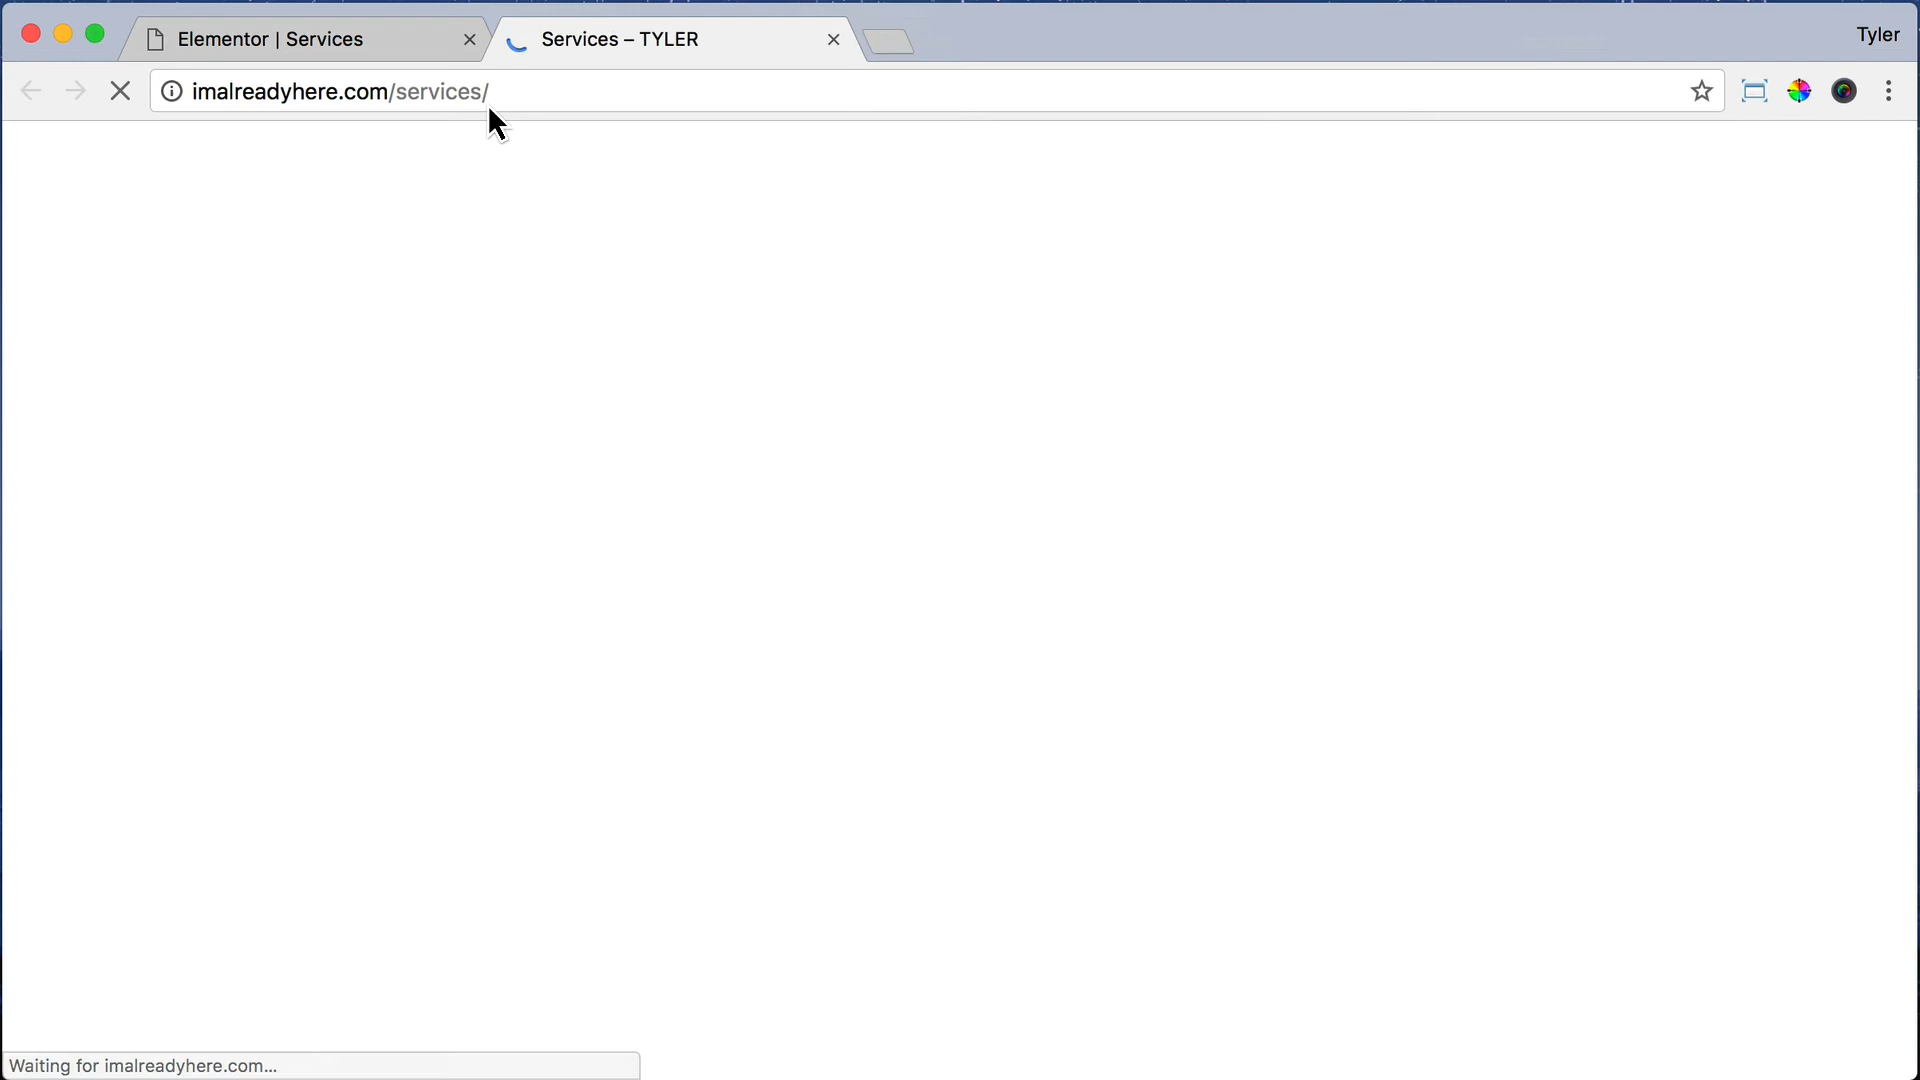 Elementor | Services
Services – TYLER
Tyler
imalreadyhere.com/services/
Waiting for imalreadyhere.com...